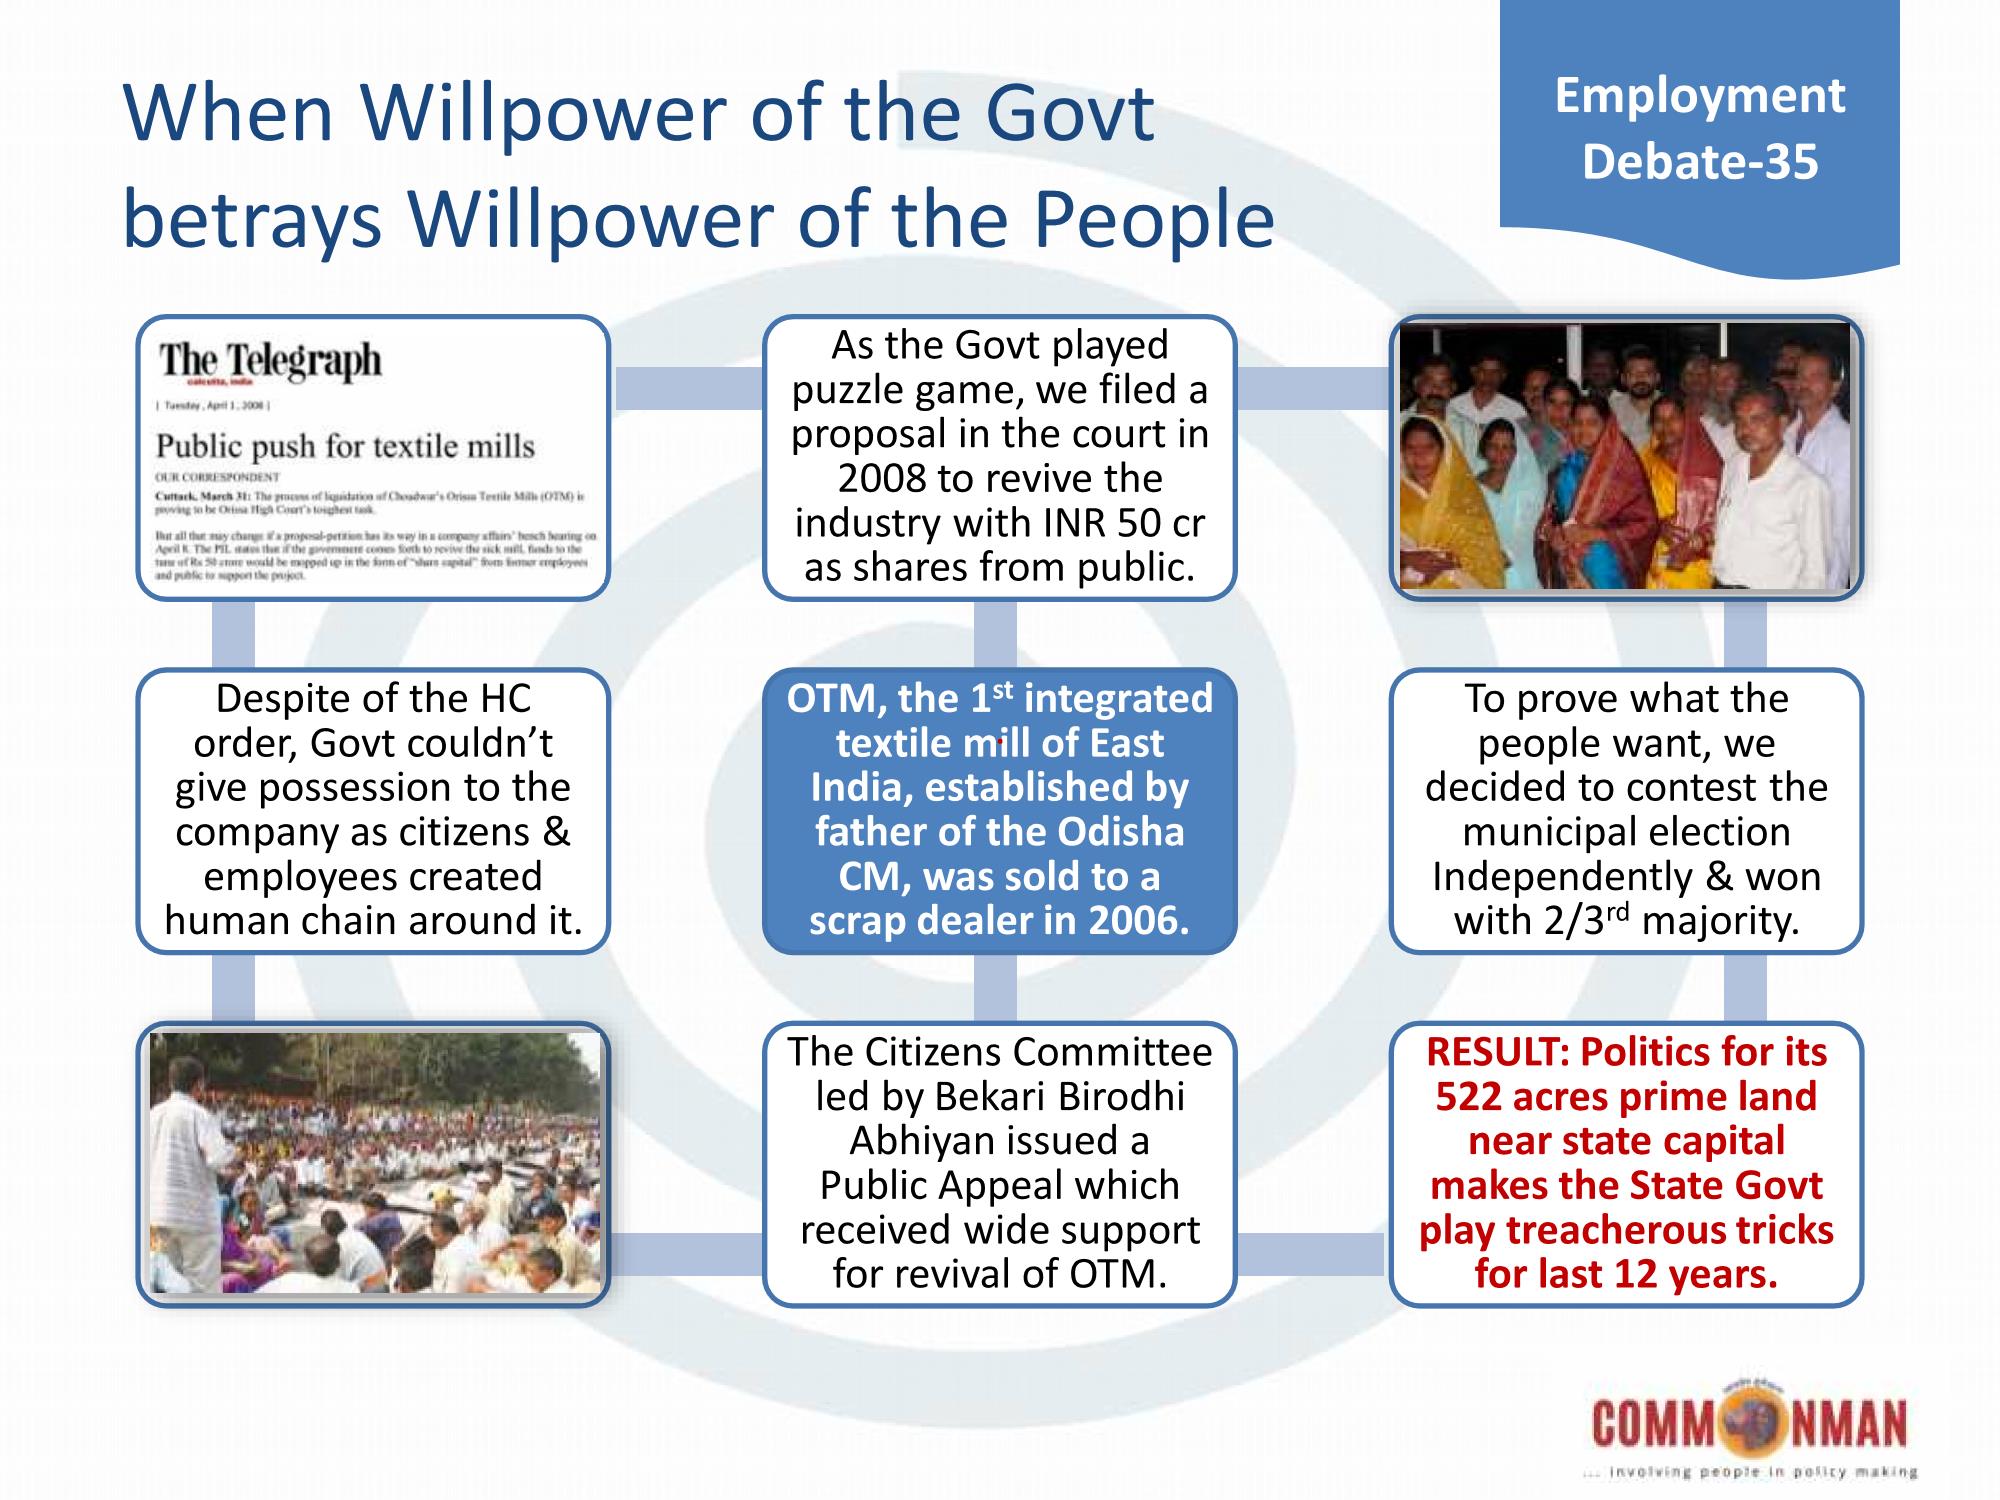 When Willpower of the Govt
betrays Willpower of the People
Employment
Debate-35
The Telegraph
calcutta, india
| Tuesday, April 1, 2008 |
Public push for textile mills
OUR CORRESPONDENT
Cuttack, March 31: The process of liquidation of Choudwar's Orissa Textile Mills (OTM) is
proving to be Orissa High Court's toughest task.
But all that may change if a proposal-petition has its way in a company affairs' bench hearing on
April 8. The PIL states that if the government comes forth to revive the sick mill, funds to the
tune of Rs 50 crore would be mopped up in the form of "share capital" from former employees
and public to support the project.
As the Govt played
puzzle game, we filed a
proposal in the court in
2008 to revive the
industry with INR 50 cr
as shares from public.
Despite of the HC
order, Govt couldn't
give possession to the
company as citizens &
employees created
human chain around it.
OTM, the 1st integrated
textile mill of East
India, established by
father of the Odisha
CM, was sold to a
scrap dealer in 2006.
To prove what the
people want, we
decided to contest the
municipal election
Independently & won
with 2/3rd majority.
The Citizens Committee
led by Bekari Birodhi
Abhiyan issued a
Public Appeal which
received wide support
for revival of OTM.
RESULT: Politics for its
522 acres prime land
near state capital
makes the State Govt
play treacherous tricks
for last 12 years.
COMMONMAN
... involving people in policy making